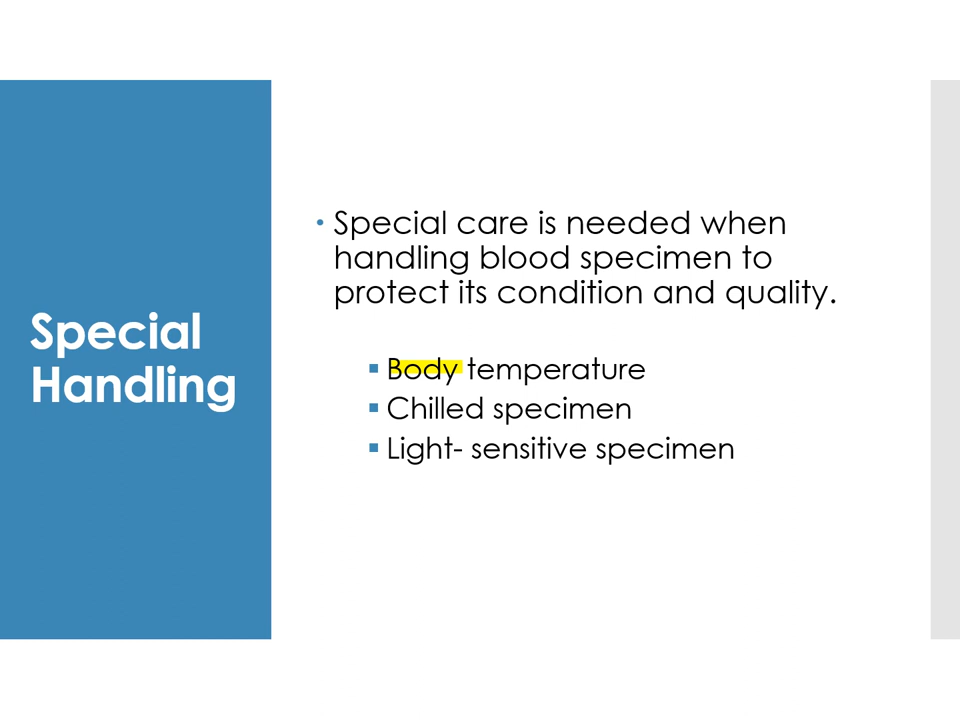 Special
Handling
• Special care is needed when
handling blood specimen to
protect its condition and quality.
▪ Body temperature
▪ Chilled specimen
▪ Light- sensitive specimen